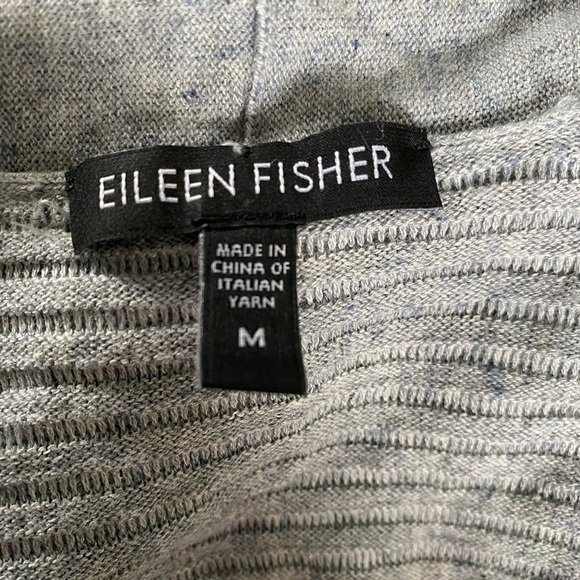 EILEEN FISHER
MADE IN
CHINA OF
ITALIAN
YARN
M